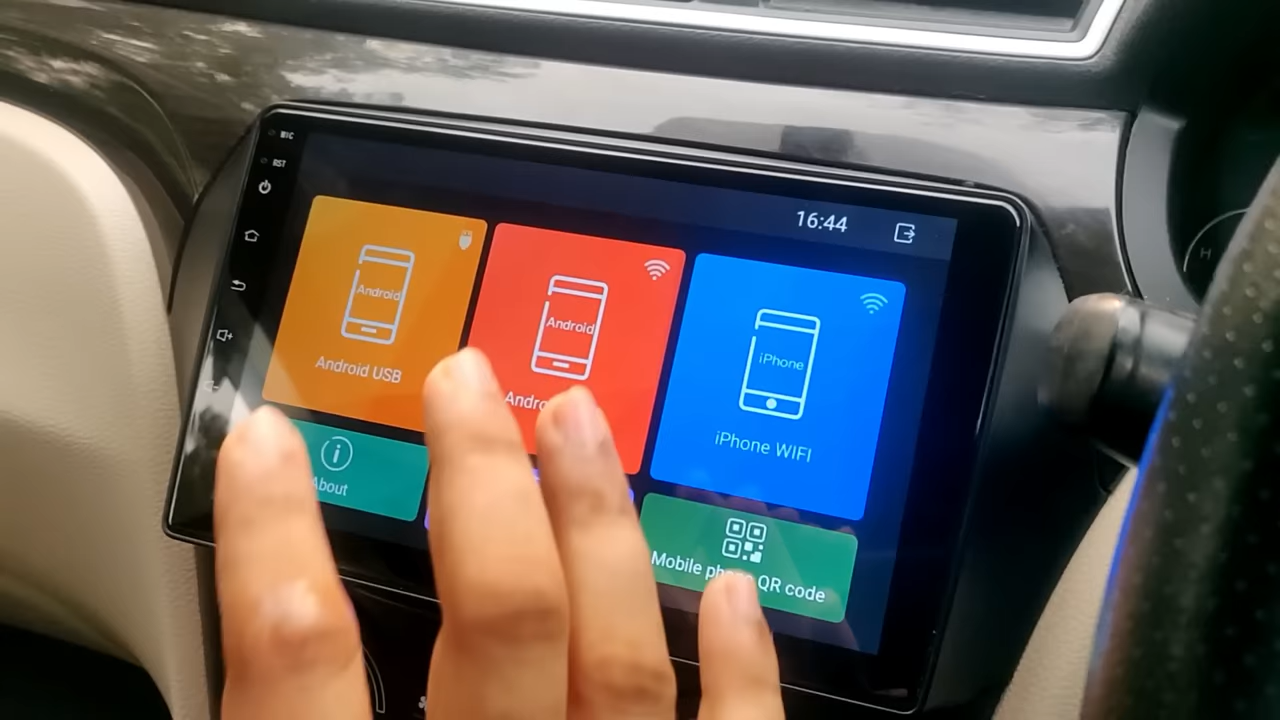 MIC
RST
16:44
Android
Android USB
Android
Andro
iPhone
iPhone WIFI
About
Mobile ph QR code
H